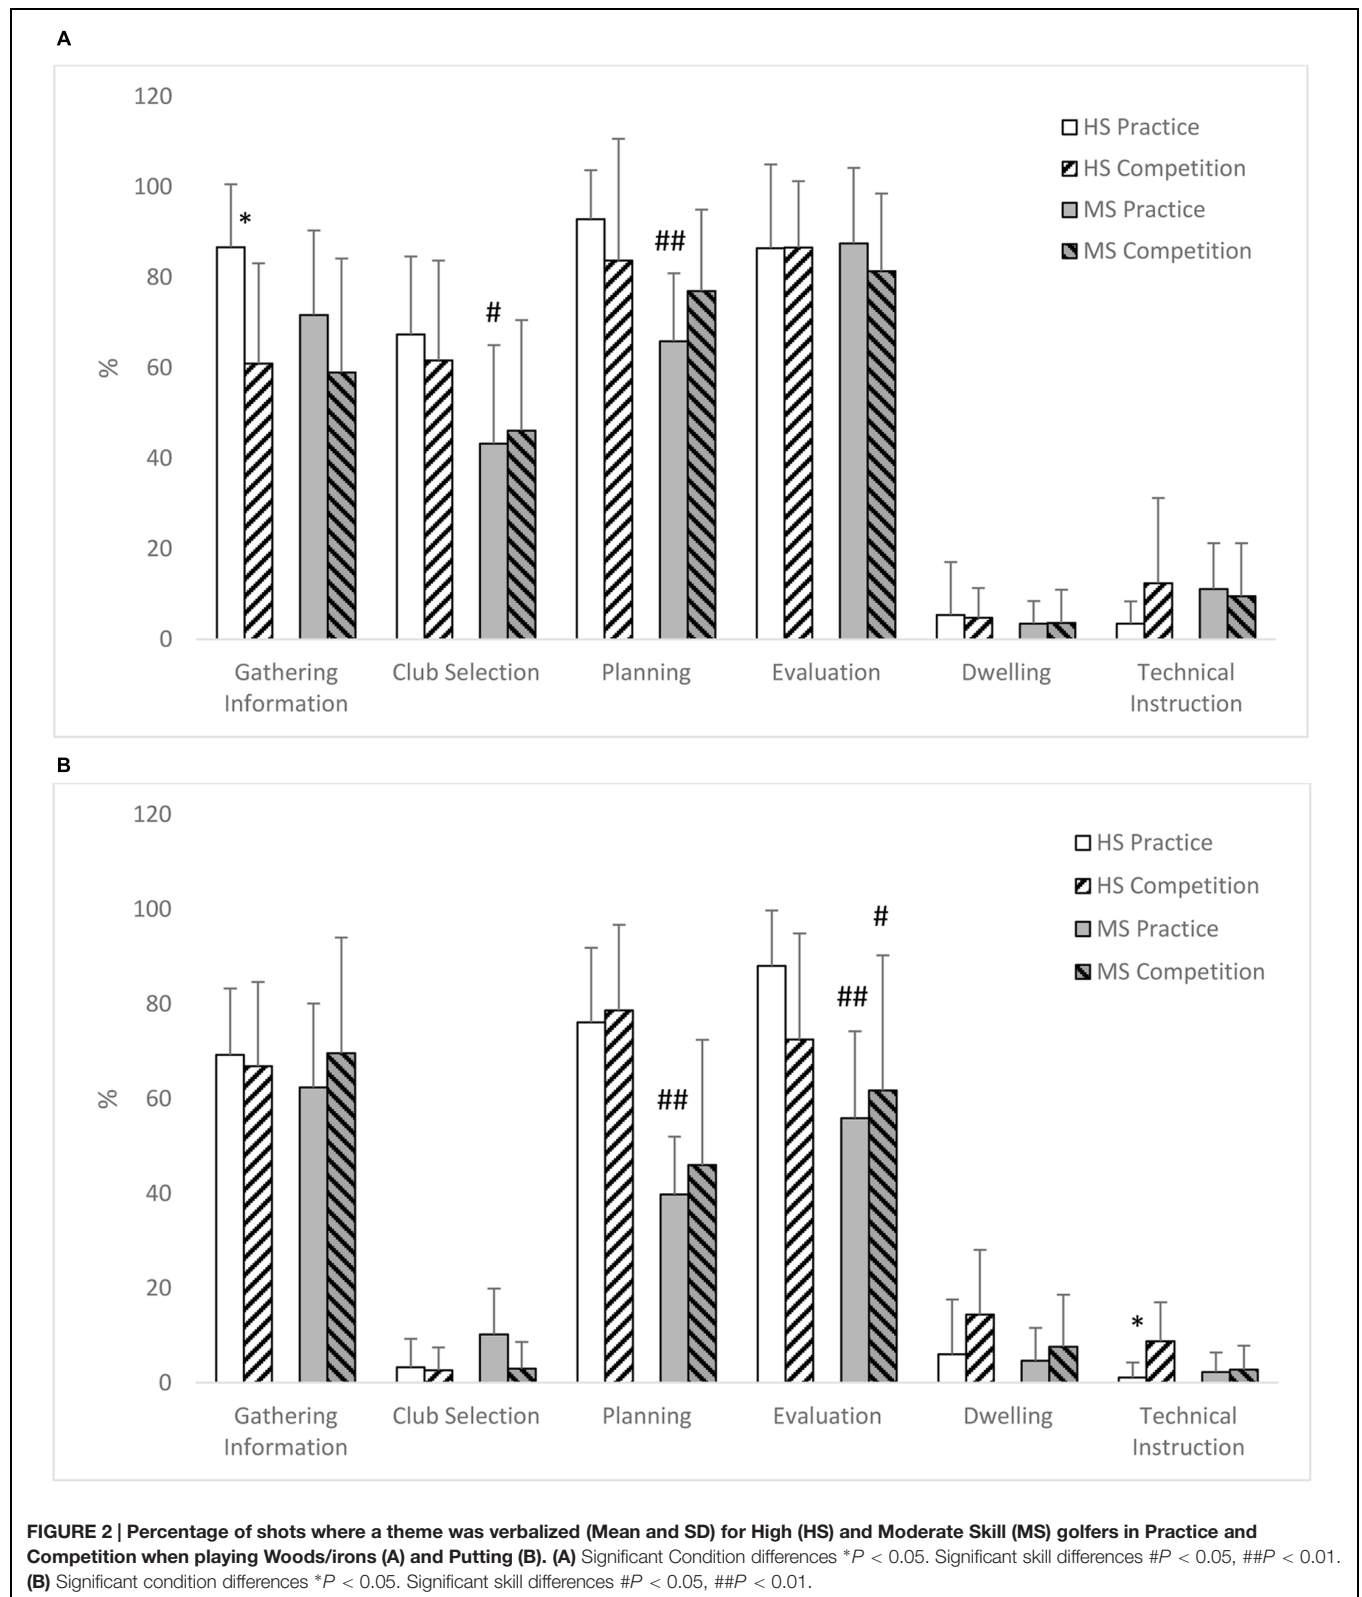 A
120
100
80
60
40
20
0
%
*
#
##
HS Practice
HS Competition
MS Practice
MS Competition
Gathering Information
Club Selection
Planning
Evaluation
Dwelling
Technical Instruction
B
120
100
80
60
40
20
0
%
##
##
#
*
HS Practice
HS Competition
MS Practice
MS Competition
Gathering Information
Club Selection
Planning
Evaluation
Dwelling
Technical Instruction
FIGURE 2 | Percentage of shots where a theme was verbalized (Mean and SD) for High (HS) and Moderate Skill (MS) golfers in Practice and
Competition when playing Woods/irons (A) and Putting (B). (A) Significant Condition differences *P < 0.05. Significant skill differences #P < 0.05, ##P < 0.01.
(B) Significant condition differences *P < 0.05. Significant skill differences #P < 0.05, ##P < 0.01.